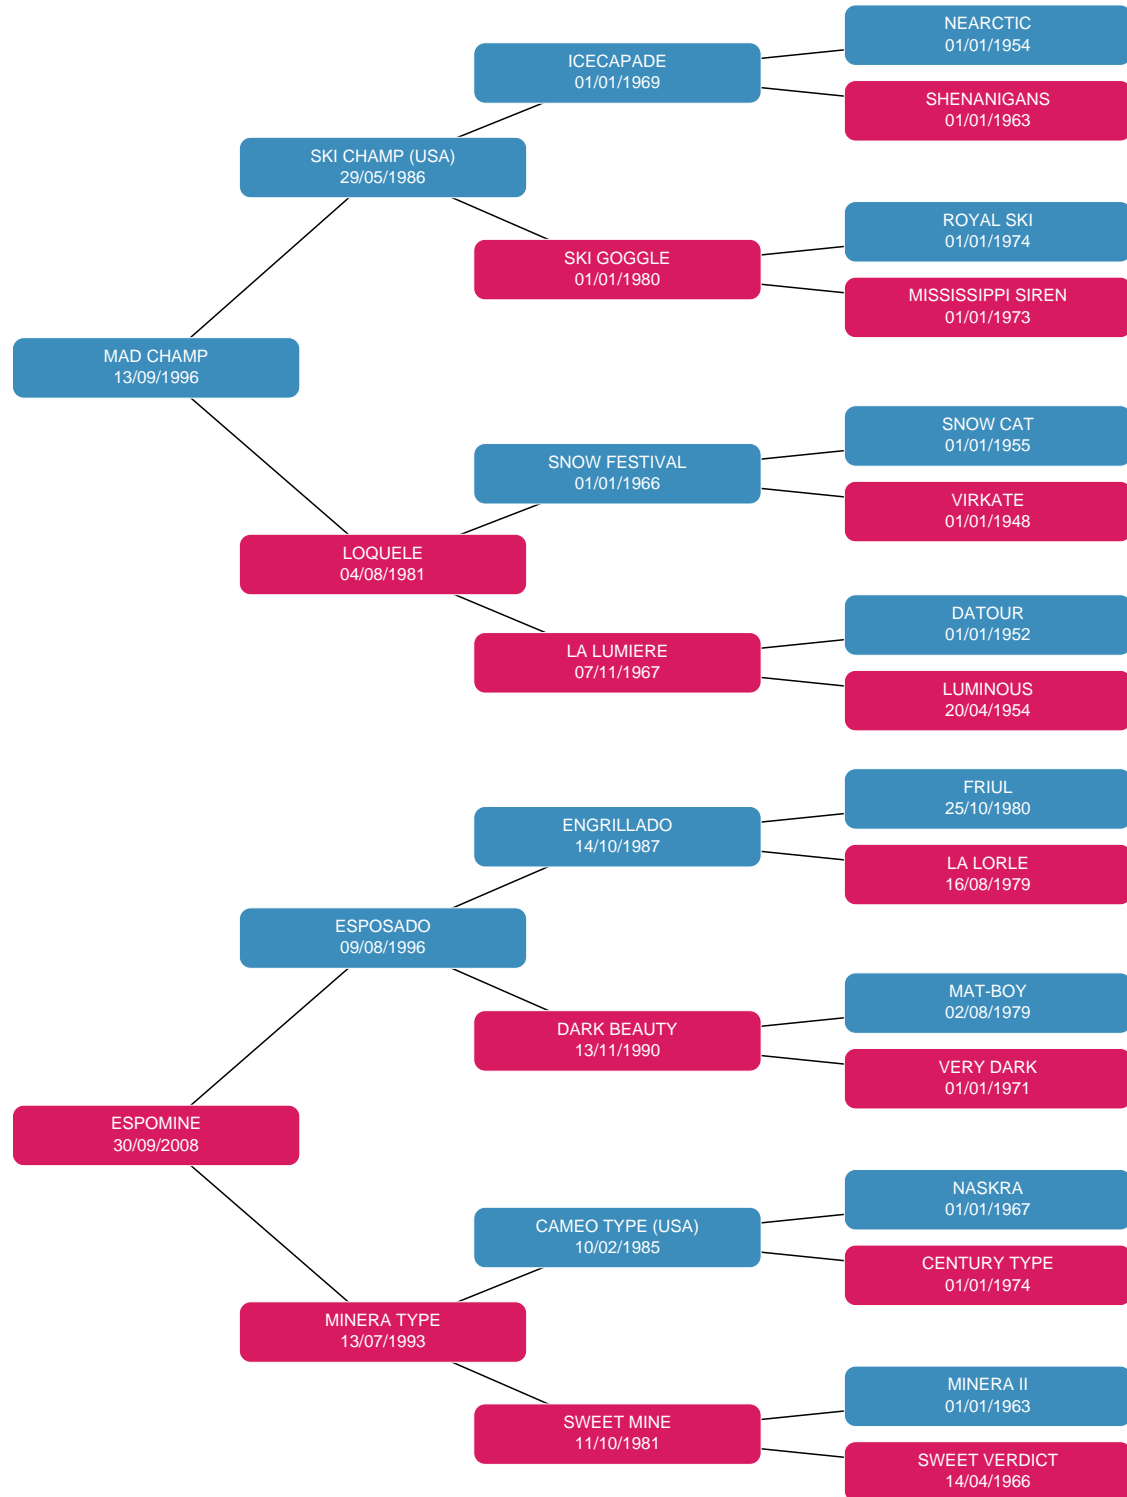 NEARCTIC
01/01/1954
ICECAPADE
01/01/1969
SHENANIGANS
01/01/1963
SKI CHAMP (USA)
29/05/1986
ROYAL SKI
01/01/1974
SKI GOGGLE
01/01/1980
MISSISSIPPI SIREN
01/01/1973
MAD CHAMP
13/09/1996
SNOW CAT
01/01/1955
SNOW FESTIVAL
01/01/1966
VIRKATE
01/01/1948
LOQUELE
04/08/1981
DATOUR
01/01/1952
LA LUMIERE
07/11/1967
LUMINOUS
20/04/1954
FRIUL
25/10/1980
ENGRILLADO
14/10/1987
LA LORLE
16/08/1979
ESPOSADO
09/08/1996
MAT-BOY
02/08/1979
DARK BEAUTY
13/11/1990
VERY DARK
01/01/1971
ESPOMINE
30/09/2008
NASKRA
01/01/1967
CAMEO TYPE (USA)
10/02/1985
CENTURY TYPE
01/01/1974
MINERA TYPE
13/07/1993
MINERA II
01/01/1963
SWEET MINE
11/10/1981
SWEET VERDICT
14/04/1966